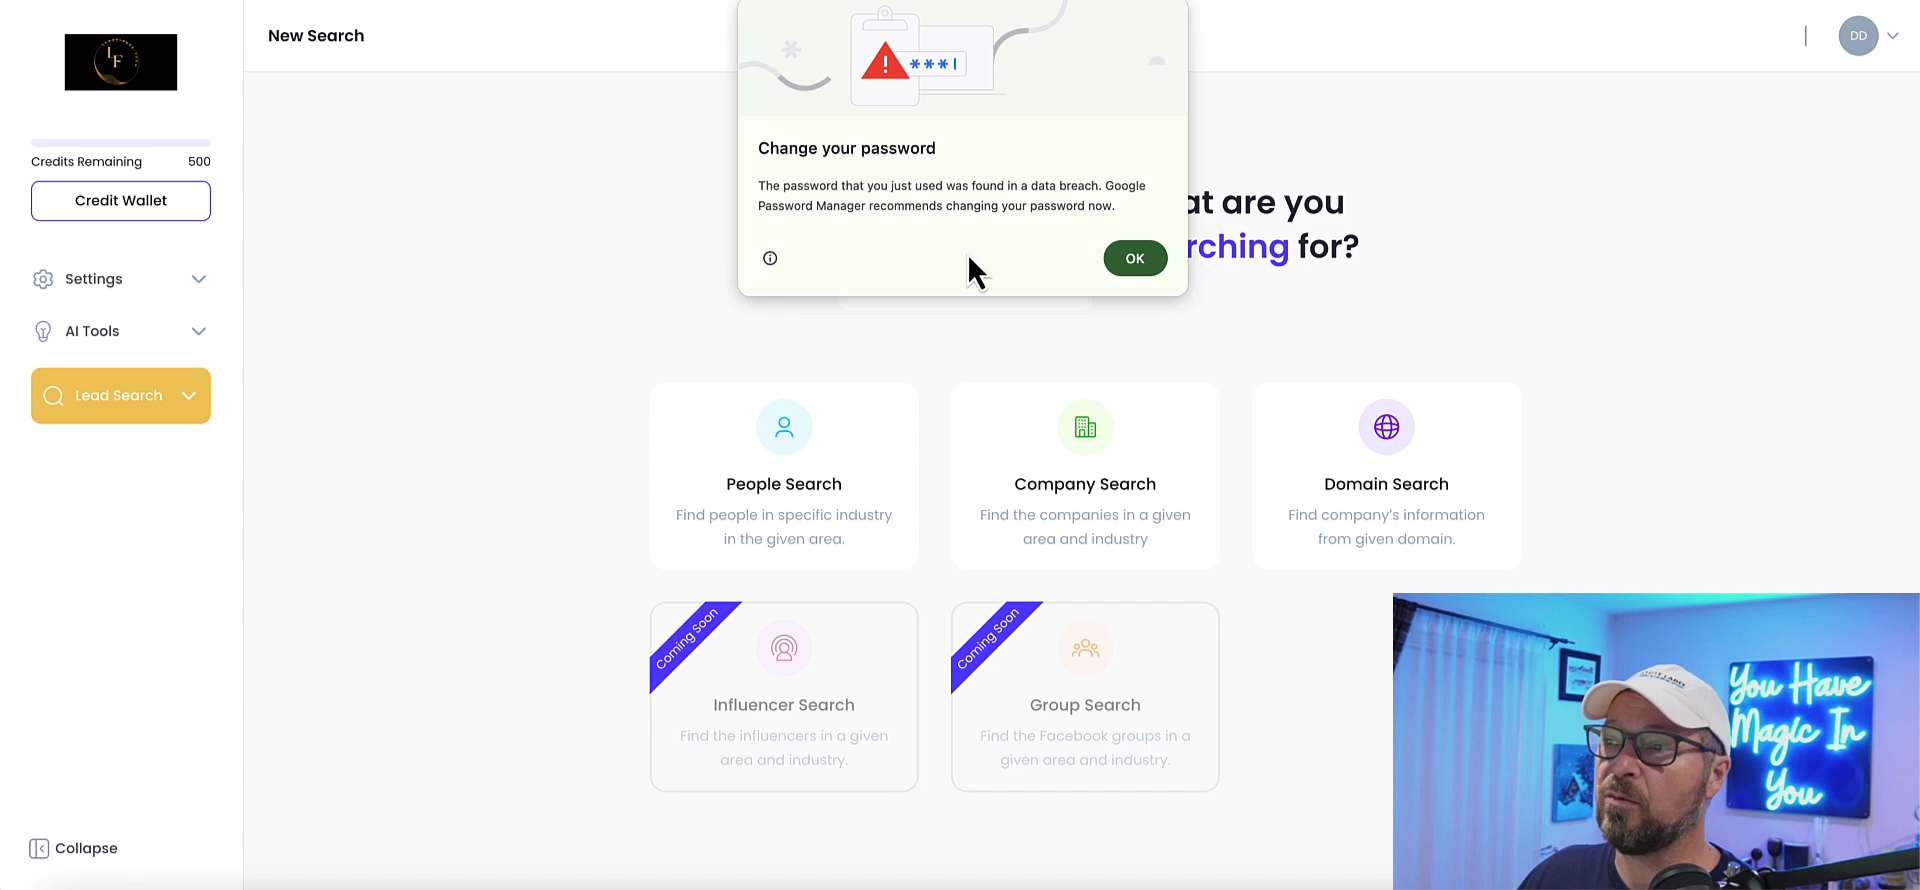 LF
New Search
DD
Credits Remaining 500
Credit Wallet
Settings
AI Tools
Lead Search
Collapse
***|
Change your password
The password that you just used was found in a data breach. Google
Password Manager recommends changing your password now.
OK
at are you
rching for?
People Search
Find people in specific industry
in the given area.
Company Search
Find the companies in a given
area and industry
Domain Search
Find company's information
from given domain.
Coming Soon
Influencer Search
Find the influencers in a given
area and industry.
Coming Soon
Group Search
Find the Facebook groups in a
given area and industry.
You Have
Magic In
You